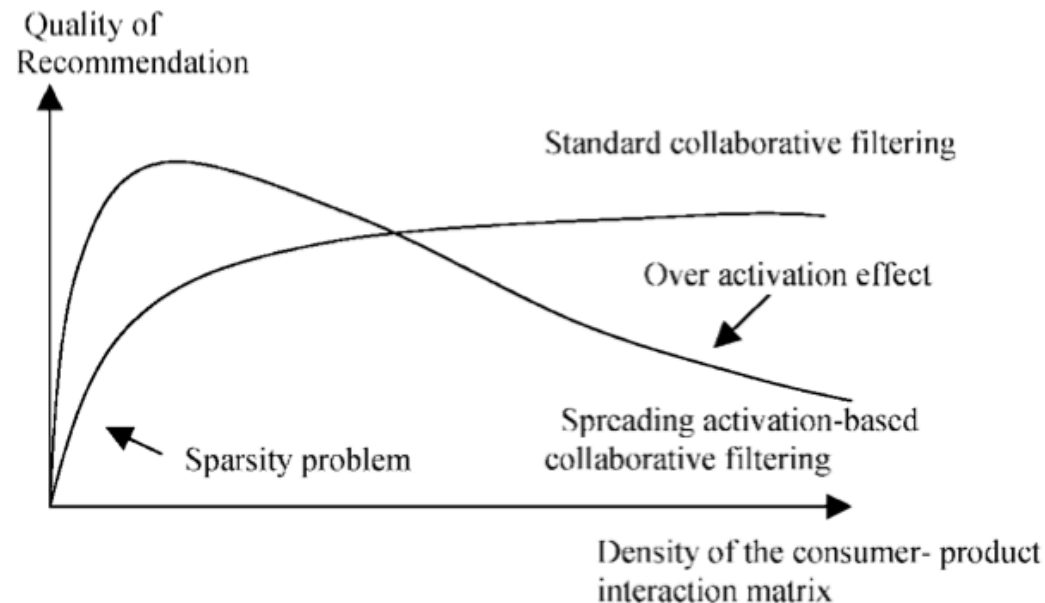 Quality of
Recommendation
Standard collaborative filtering
Over activation effect
Spreading activation-based
collaborative filtering
Sparsity problem
Density of the consumer- product
interaction matrix